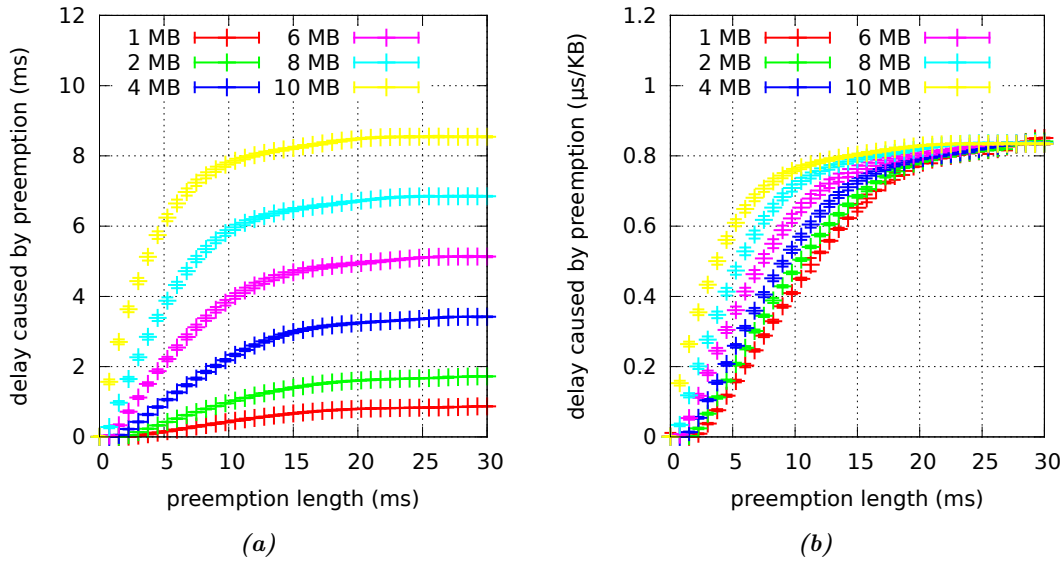 delay caused by preemption (ms)
12
10
8
6
4
2
0
1 MB
2 MB
4 MB
6 MB
8 MB
10 MB
0 5 10 15 20 25 30
preemption length (ms)
(a)
delay caused by preemption (µs/KB)
1.2
1
0.8
0.6
0.4
0.2
0
1 MB
2 MB
4 MB
6 MB
8 MB
10 MB
0 5 10 15 20 25 30
preemption length (ms)
(b)